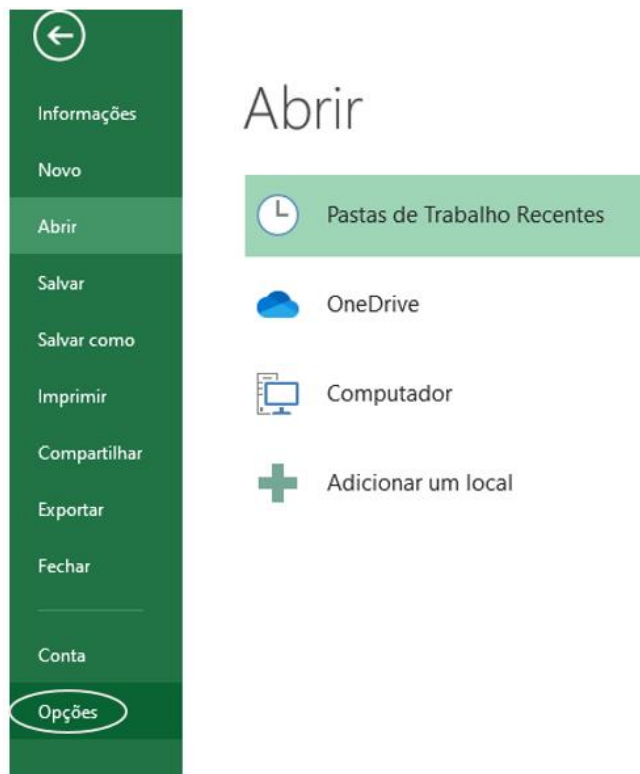 Informações
Novo
Abrir
Salvar
Salvar como
Imprimir
Compartilhar
Exportar
Fechar
Conta
Opções
Abrir
Pastas de Trabalho Recentes
OneDrive
Computador
Adicionar um local